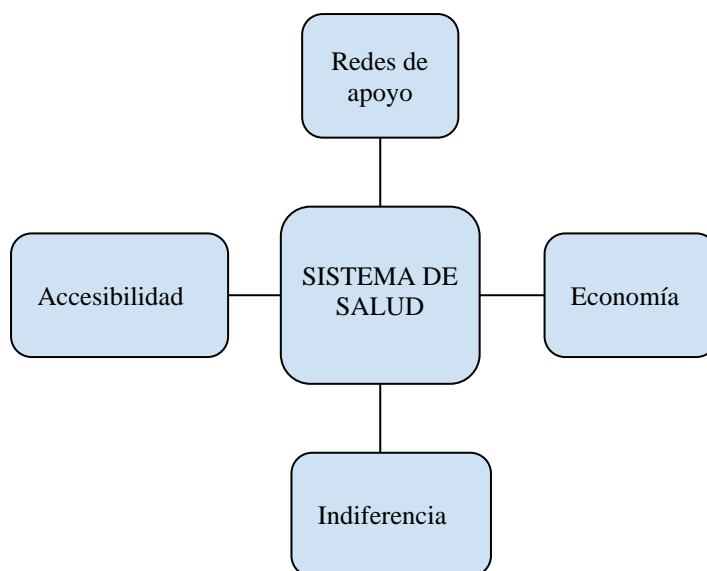 Redes de
apoyo
Accesibilidad
SISTEMA DE
SALUD
Economía
Indiferencia